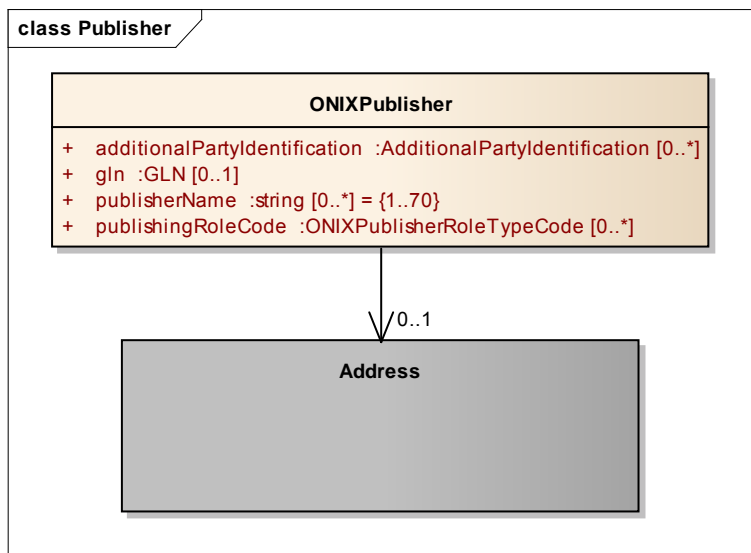 class Publisher
ONIXPublisher
+ additionalPartyIdentification :AdditionalPartyIdentification [0..*]
+ gln :GLN [0..1]
+ publisherName :string [0..*] = {1..70}
+ publishingRoleCode :ONIXPublisherRoleTypeCode [0..*]
0..1
Address